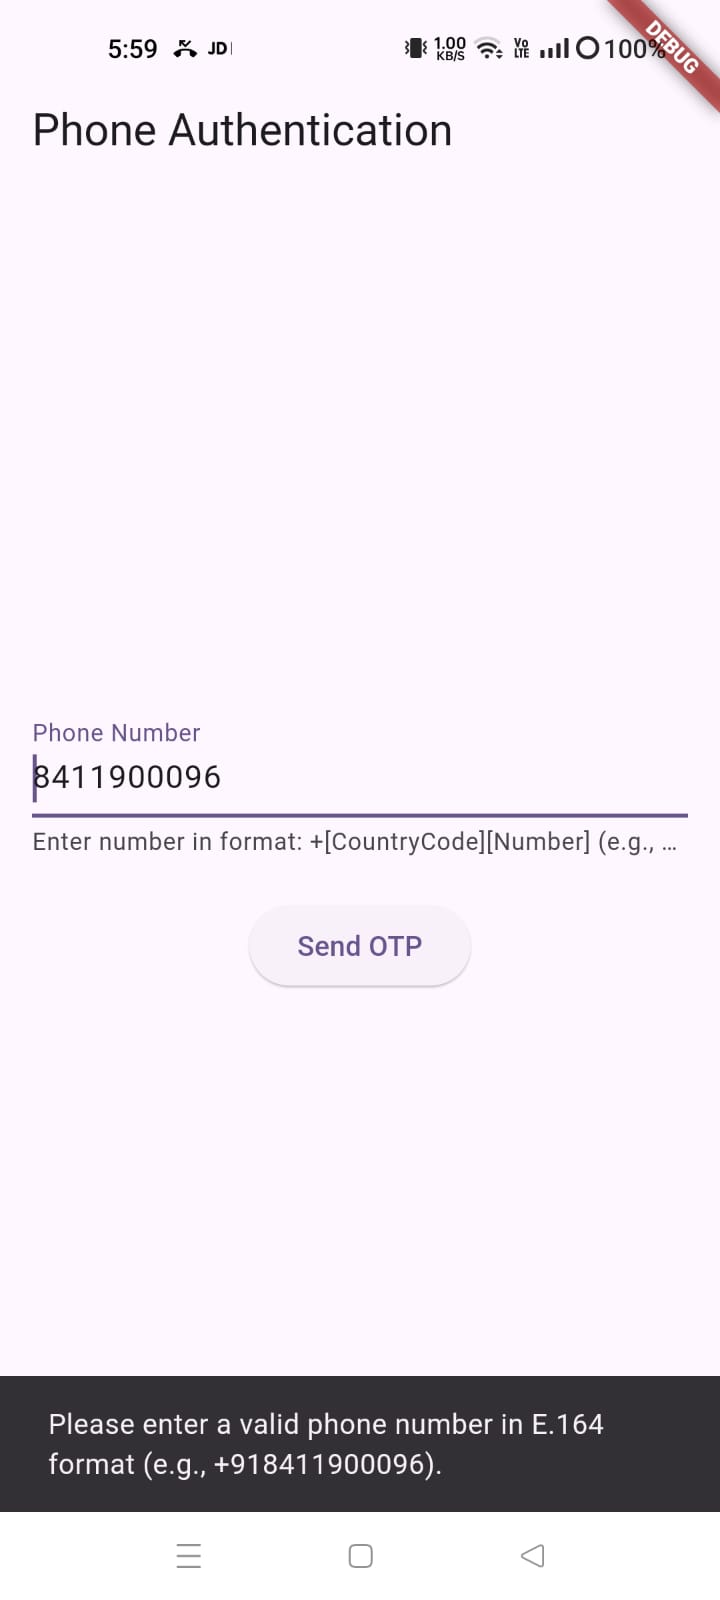 5:59 JD 1.00 KB/S Vo LTE 100%
DEBUG
Phone Authentication
Phone Number
8411900096
Enter number in format: +[CountryCode][Number] (e.g., ...
Send OTP
Please enter a valid phone number in E.164
format (e.g., +918411900096).